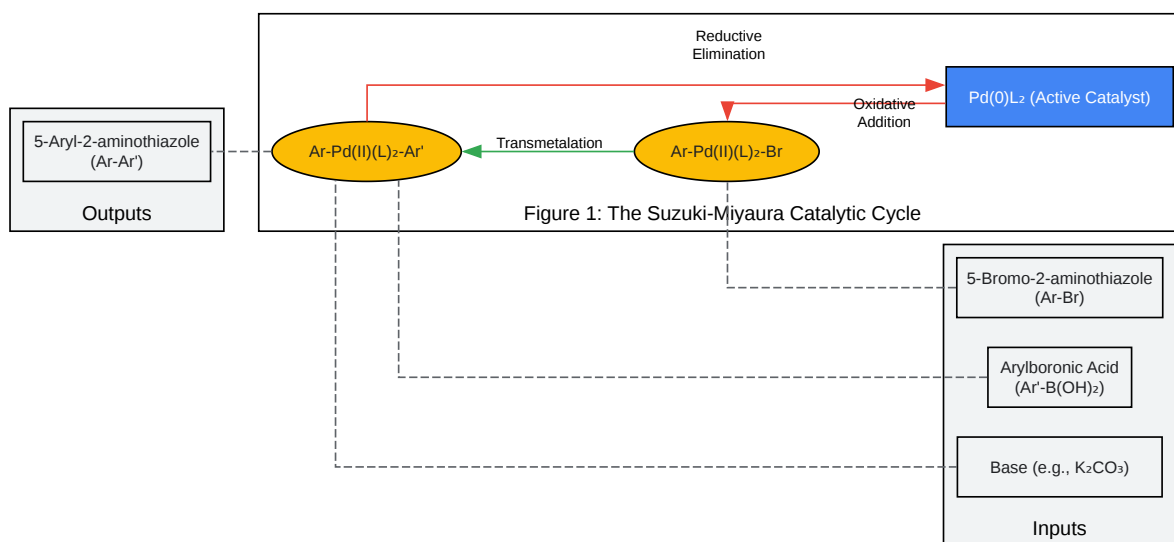 Reductive
Elimination
Pd(0)L₂ (Active Catalyst)
Oxidative
Addition
5-Aryl-2-aminothiazole
(Ar-Ar')
Outputs
Ar-Pd(II)(L)₂-Ar'
Transmetalation
Ar-Pd(II)(L)₂-Br
Figure 1: The Suzuki-Miyaura Catalytic Cycle
5-Bromo-2-aminothiazole
(Ar-Br)
Arylboronic Acid
(Ar'-B(OH)₂)
Base (e.g., K₂CO₃)
Inputs